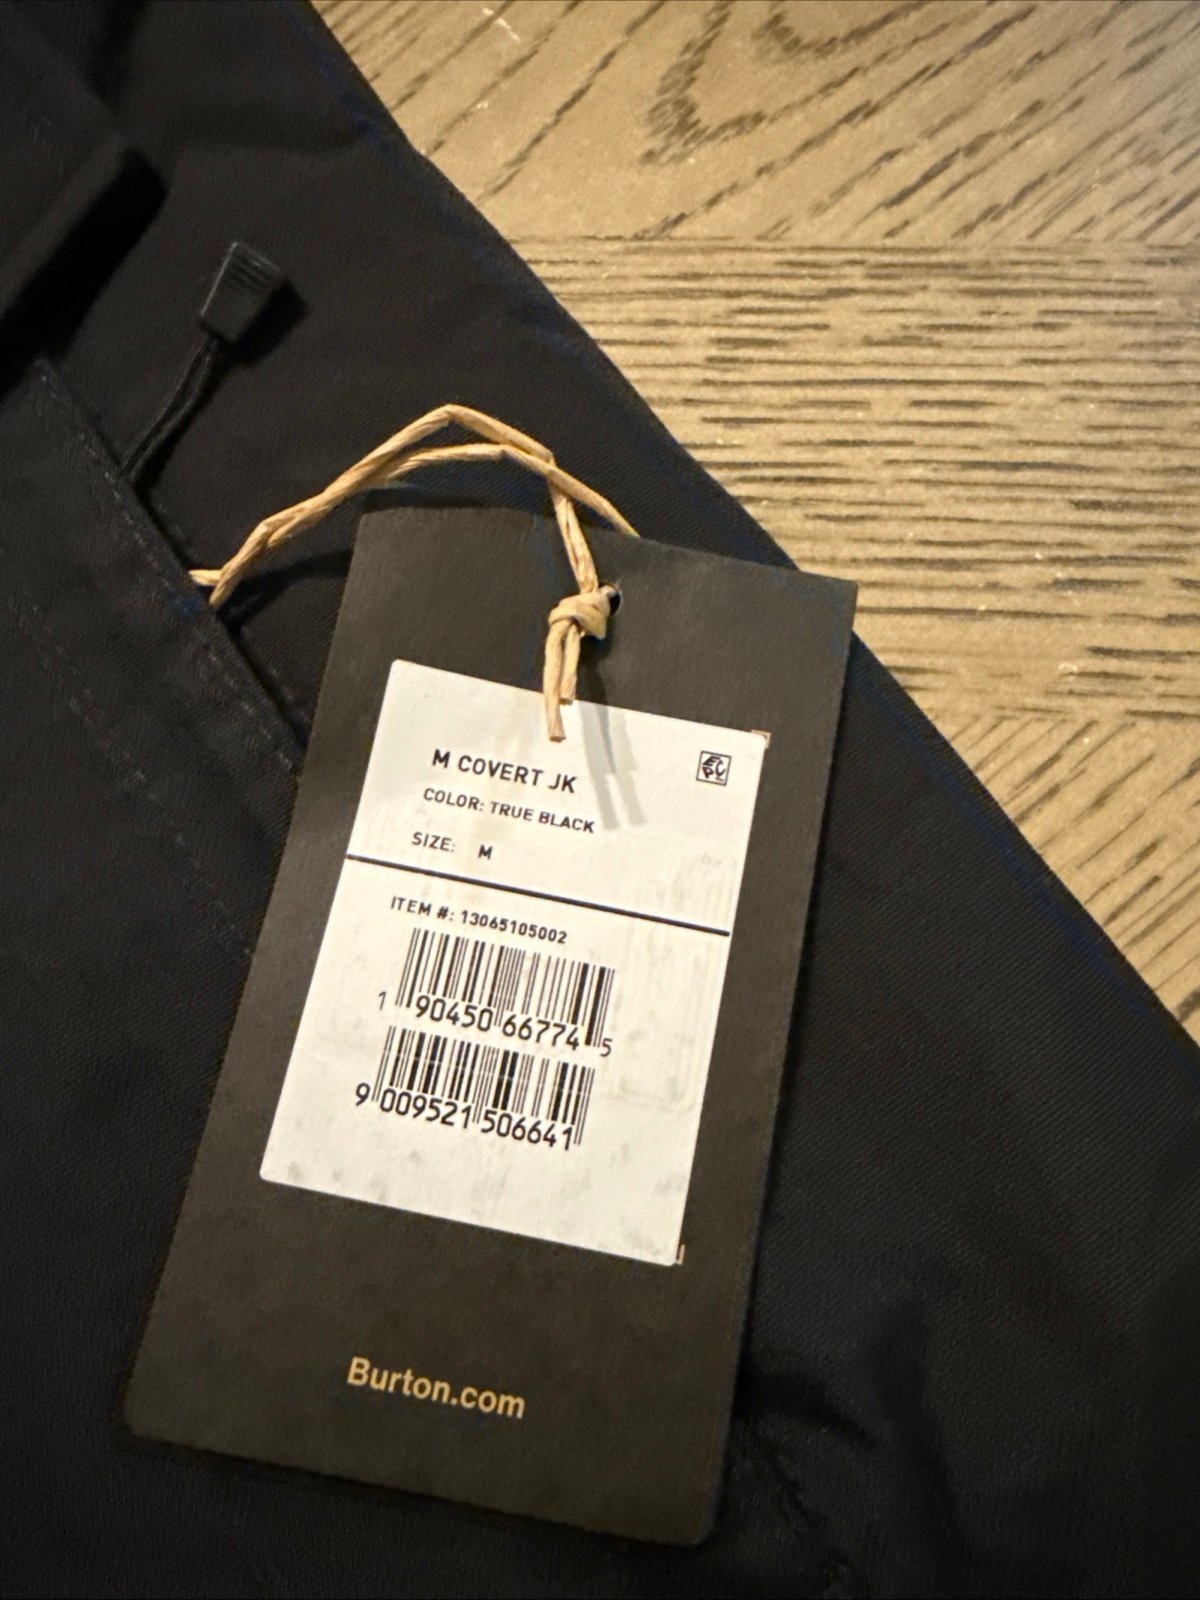 M COVERT JK
COLOR: TRUE BLACK
SIZE: M
ITEM #: 13065105002
1 90450 66774 5
9 009521 506641
Burton.com